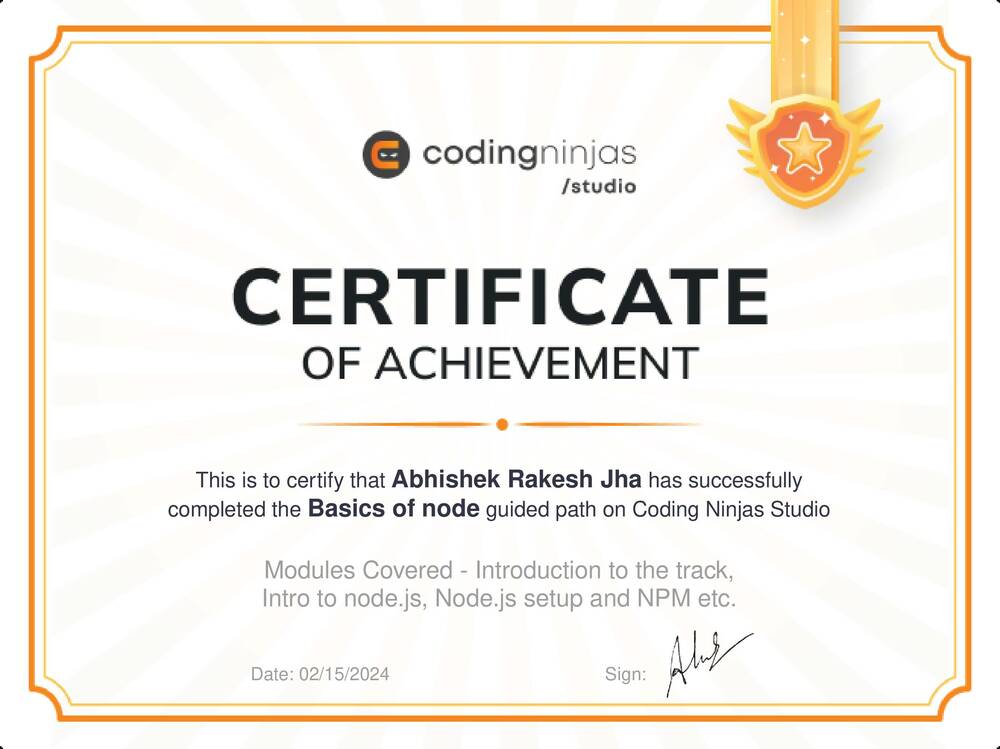 codingninjas
/studio
CERTIFICATE
OF ACHIEVEMENT
This is to certify that Abhishek Rakesh Jha has successfully
completed the Basics of node guided path on Coding Ninjas Studio
Modules Covered - Introduction to the track,
Intro to node.js, Node.js setup and NPM etc.
Date: 02/15/2024
Sign: